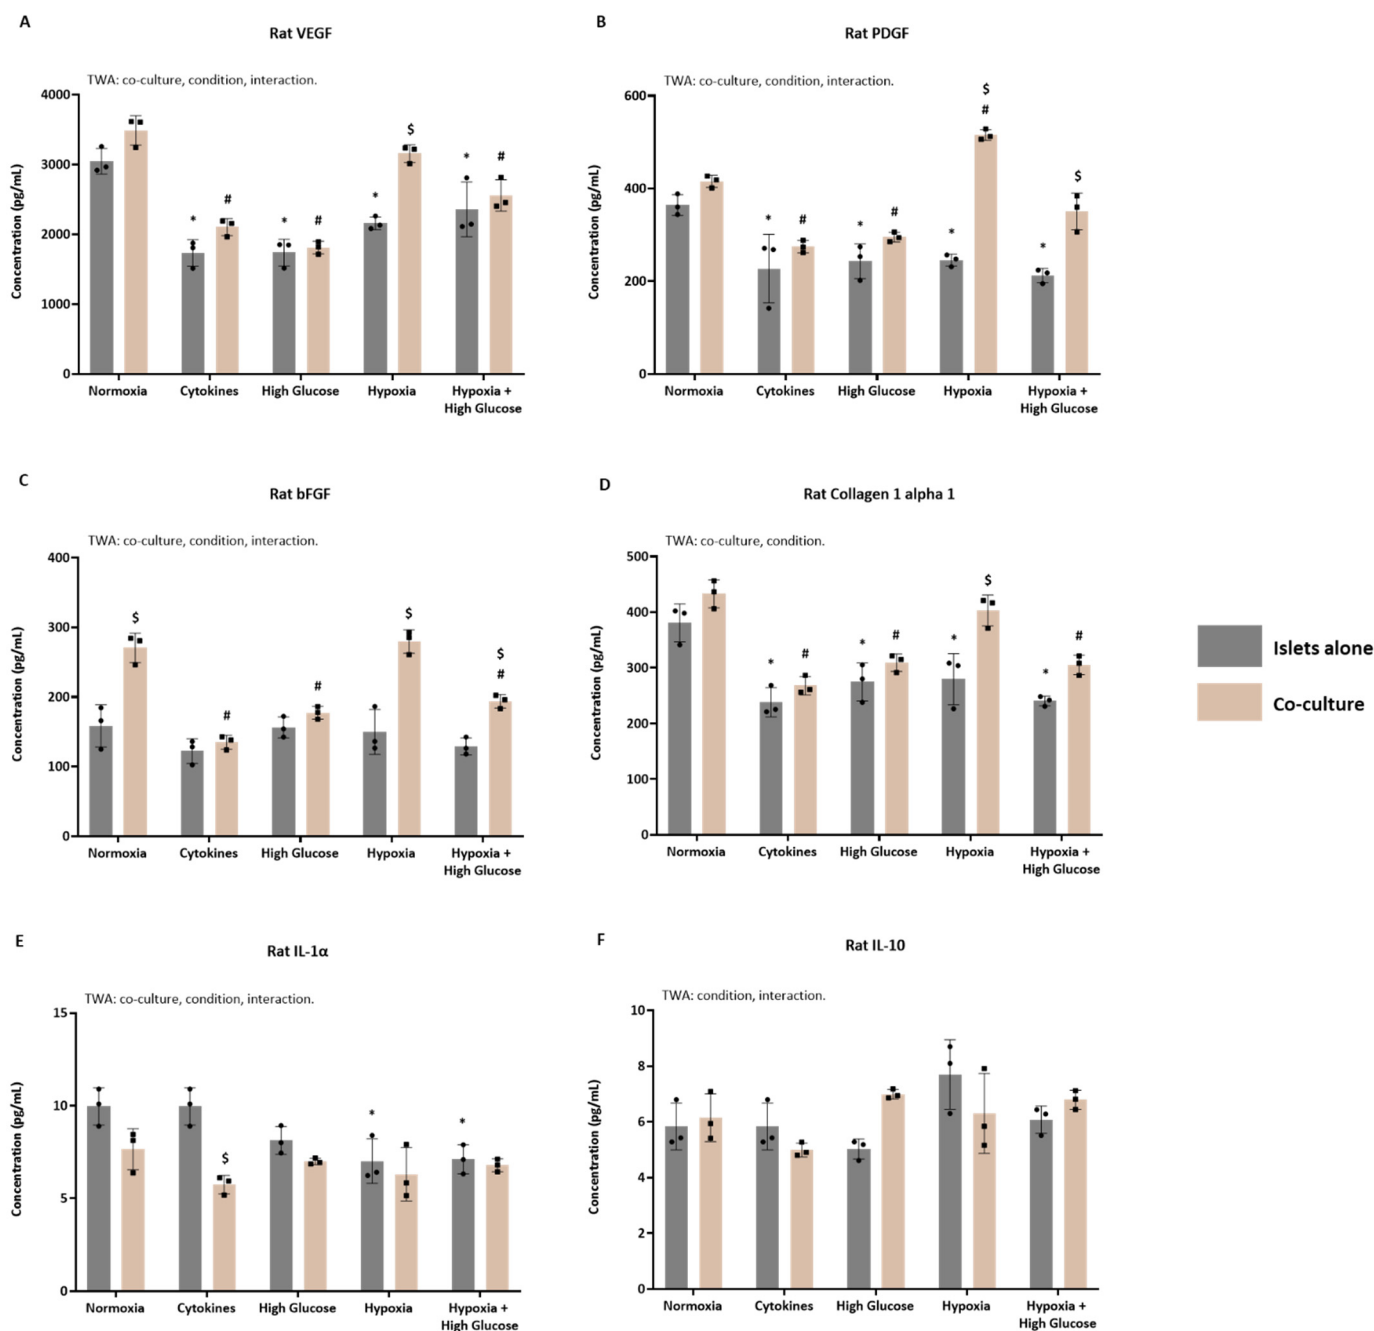 A
Rat VEGF
TWA: co-culture, condition, interaction.
Concentration (pg/mL)
4000
3000
2000
1000
0
*
#
*
#
*
$
*
#
Normoxia
Cytokines
High Glucose
Hypoxia
Hypoxia +
High Glucose
B
Rat PDGF
TWA: co-culture, condition, interaction.
Concentration (pg/mL)
600
400
200
0
*
#
*
#
*
$
#
*
$
Normoxia
Cytokines
High Glucose
Hypoxia
Hypoxia +
High Glucose
C
Rat bFGF
TWA: co-culture, condition, interaction.
Concentration (pg/mL)
400
300
200
100
0
$
#
#
$
$
#
Normoxia
Cytokines
High Glucose
Hypoxia
Hypoxia +
High Glucose
D
Rat Collagen 1 alpha 1
TWA: co-culture, condition.
Concentration (pg/mL)
500
400
300
200
100
0
*
#
*
#
*
$
*
#
Normoxia
Cytokines
High Glucose
Hypoxia
Hypoxia +
High Glucose
Islets alone
Co-culture
E
Rat IL-1α
TWA: co-culture, condition, interaction.
Concentration (pg/mL)
15
10
5
0
$
*
*
Normoxia
Cytokines
High Glucose
Hypoxia
Hypoxia +
High Glucose
F
Rat IL-10
TWA: condition, interaction.
Concentration (pg/mL)
10
8
6
4
2
0
Normoxia
Cytokines
High Glucose
Hypoxia
Hypoxia +
High Glucose